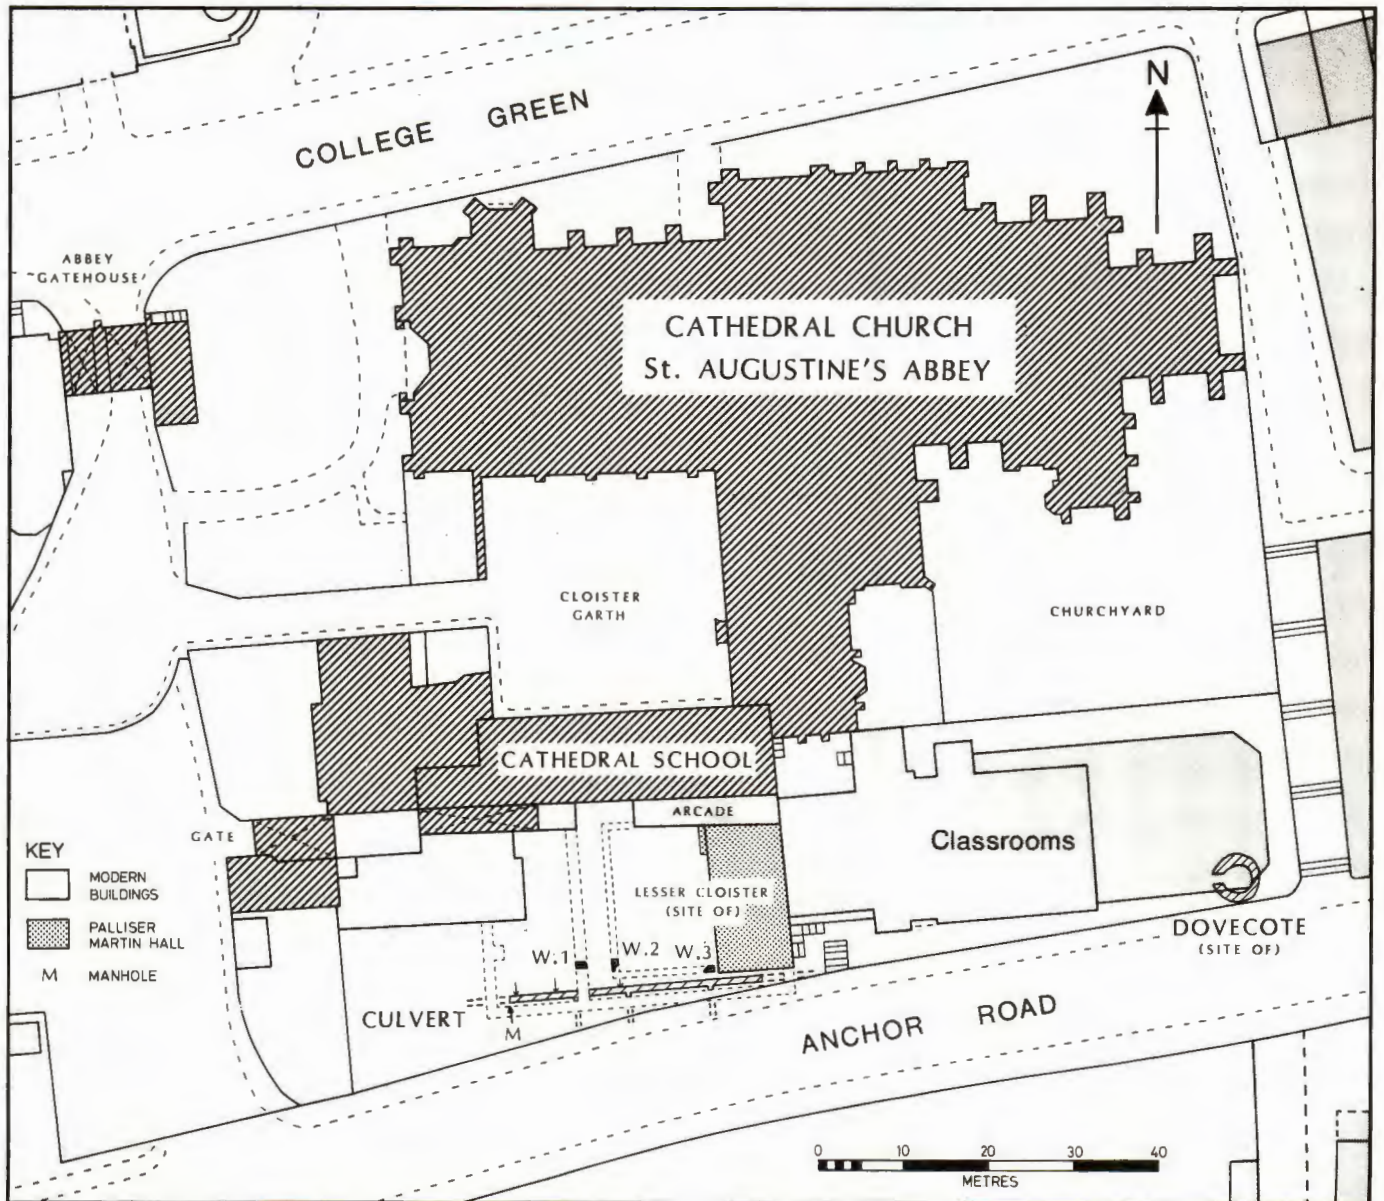 COLLEGE GREEN
N
ABBEY
GATEHOUSE
CATHEDRAL CHURCH
St. AUGUSTINE'S ABBEY
CLOISTER
GARTH
CHURCHYARD
CATHEDRAL SCHOOL
ARCADE
GATE
Classrooms
KEY
MODERN
BUILDINGS
PALLISER
MARTIN HALL
M MANHOLE
LESSER CLOISTER
(SITE OF)
DOVECOTE
(SITE OF)
W.1
W.2
W.3
CULVERT
M
ANCHOR ROAD
0 10 20 30 40
METRES